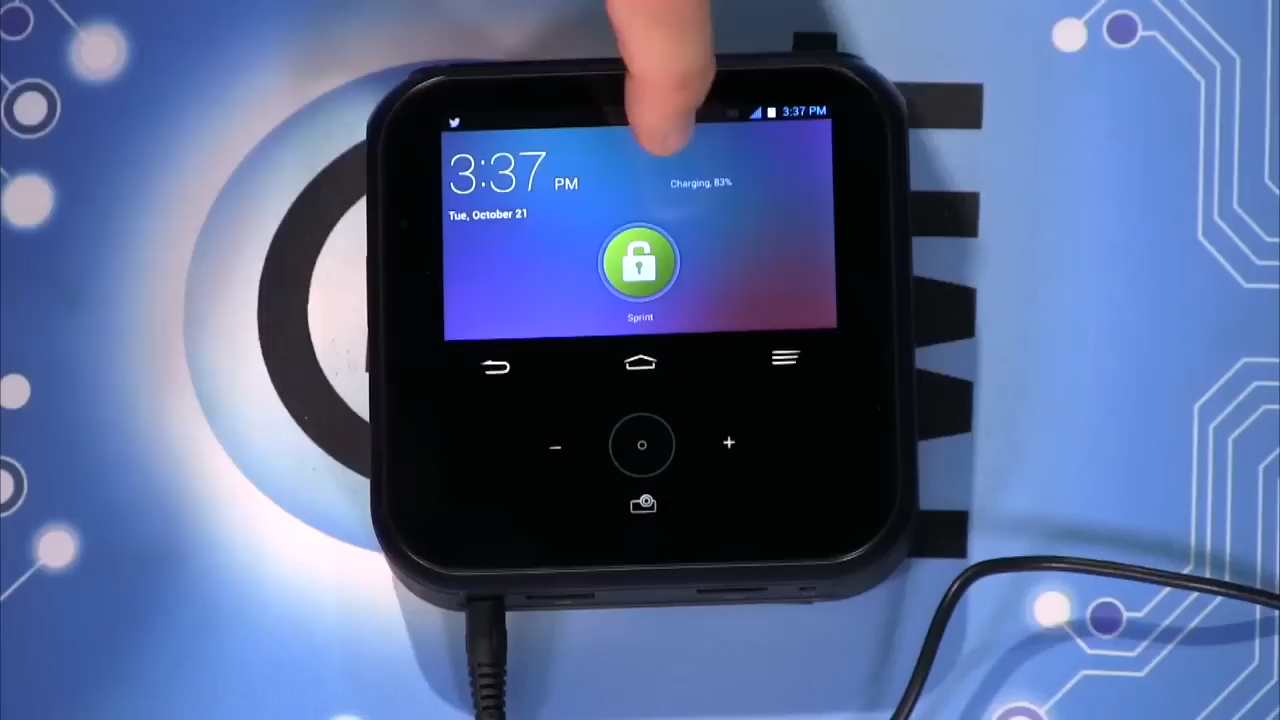 3:37 PM
3:37 PM
Charging, 83%
Tue, October 21
Sprint